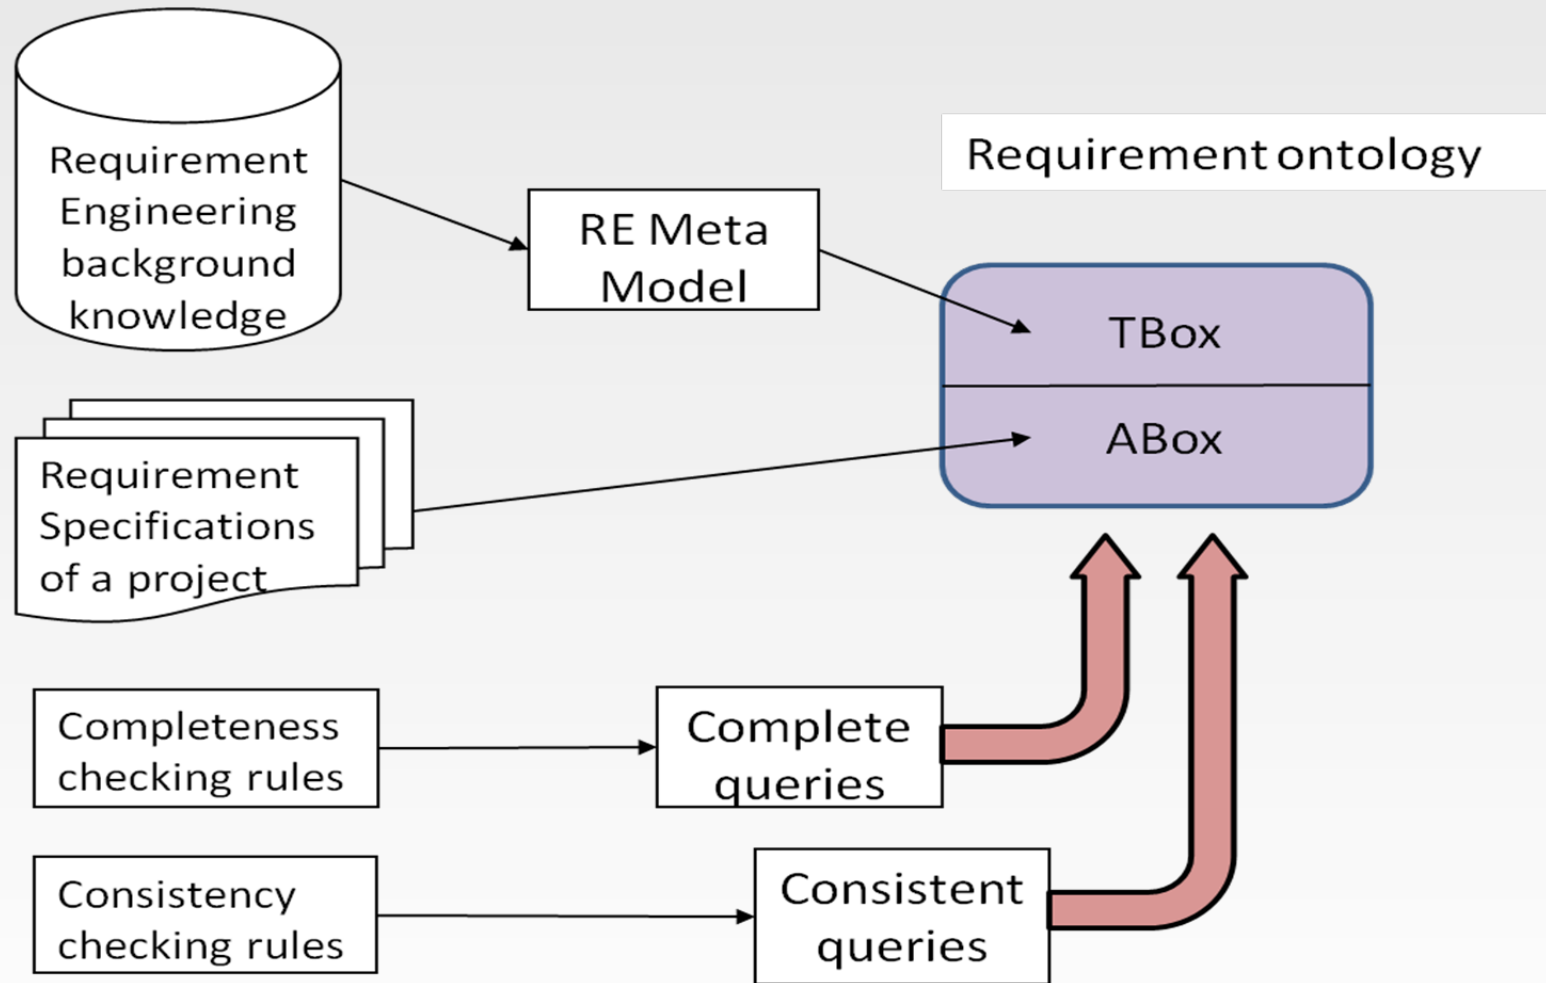 Requirement
Engineering
background
knowledge
RE Meta
Model
Requirement ontology
TBox
ABox
Requirement
Specifications
of a project
Completeness
checking rules
Complete
queries
Consistency
checking rules
Consistent
queries